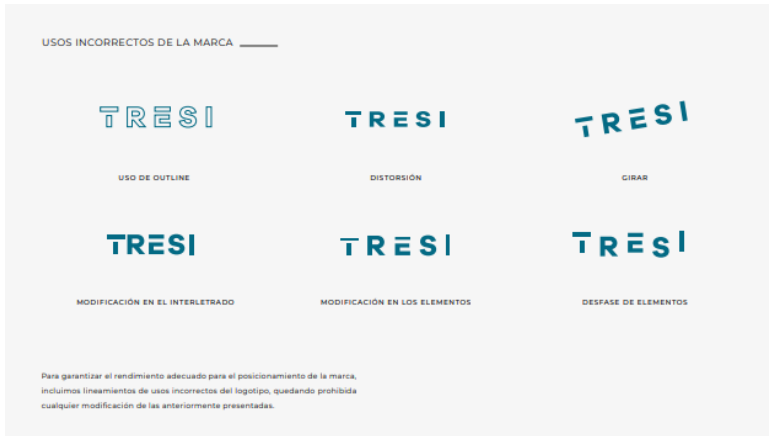 USOS INCORRECTOS DE LA MARCA
TRESI
TRESI
TRESI
USO DE OUTLINE
DISTORSIÓN
GIRAR
TRESI
TRESI
TRESI
MODIFICACIÓN EN EL INTERLETRADO
MODIFICACIÓN EN LOS ELEMENTOS
DESFASE DE ELEMENTOS
Para garantizar el rendimiento adecuado para el posicionamiento de la marca,
incluimos lineamientos de usos incorrectos del logotipo, quedando prohibida
cualquier modificación de las anteriormente presentadas.